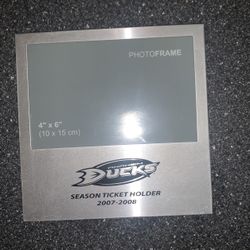 PHOTOFRAME
4" x 6"
(10 x 15 cm)
DUCKS
SEASON TICKET HOLDER
2007-2008